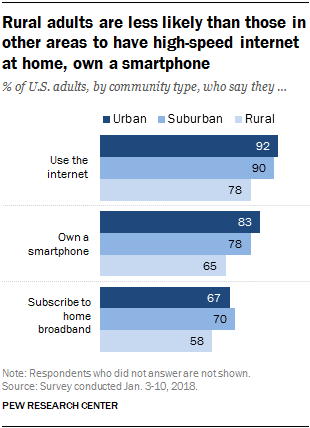 Rural adults are less likely than those in
other areas to have high-speed internet
at home, own a smartphone
% of U.S. adults, by community type, who say they ...
Urban Suburban Rural
Use the
internet
92
90
78
Own a
smartphone
83
78
65
Subscribe to
home
broadband
67
70
58
Note: Respondents who did not answer are not shown.
Source: Survey conducted Jan. 3-10, 2018.
PEW RESEARCH CENTER